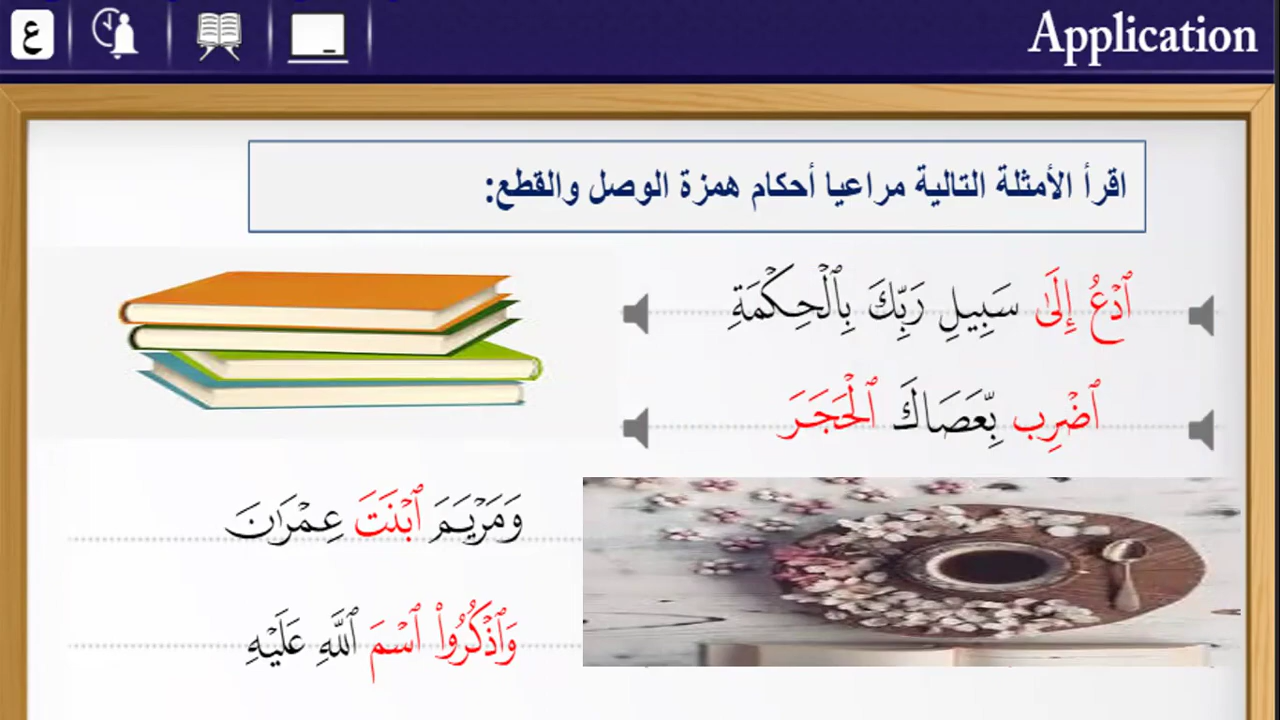 ع
Application
اقرأ الأمثلة التالية مراعيا أحكام همزة الوصل والقطع:
ٱدۡعُ إِلَىٰ سَبِيلِ رَبِّكَ بِٱلۡحِكۡمَةِ
ٱضۡرِب بِّعَصَاكَ ٱلۡحَجَرَ
وَمَرۡيَمَ ٱبۡنَتَ عِمۡرَٰنَ
وَٱذۡكُرُواْ ٱسۡمَ ٱللَّهِ عَلَيۡهِ